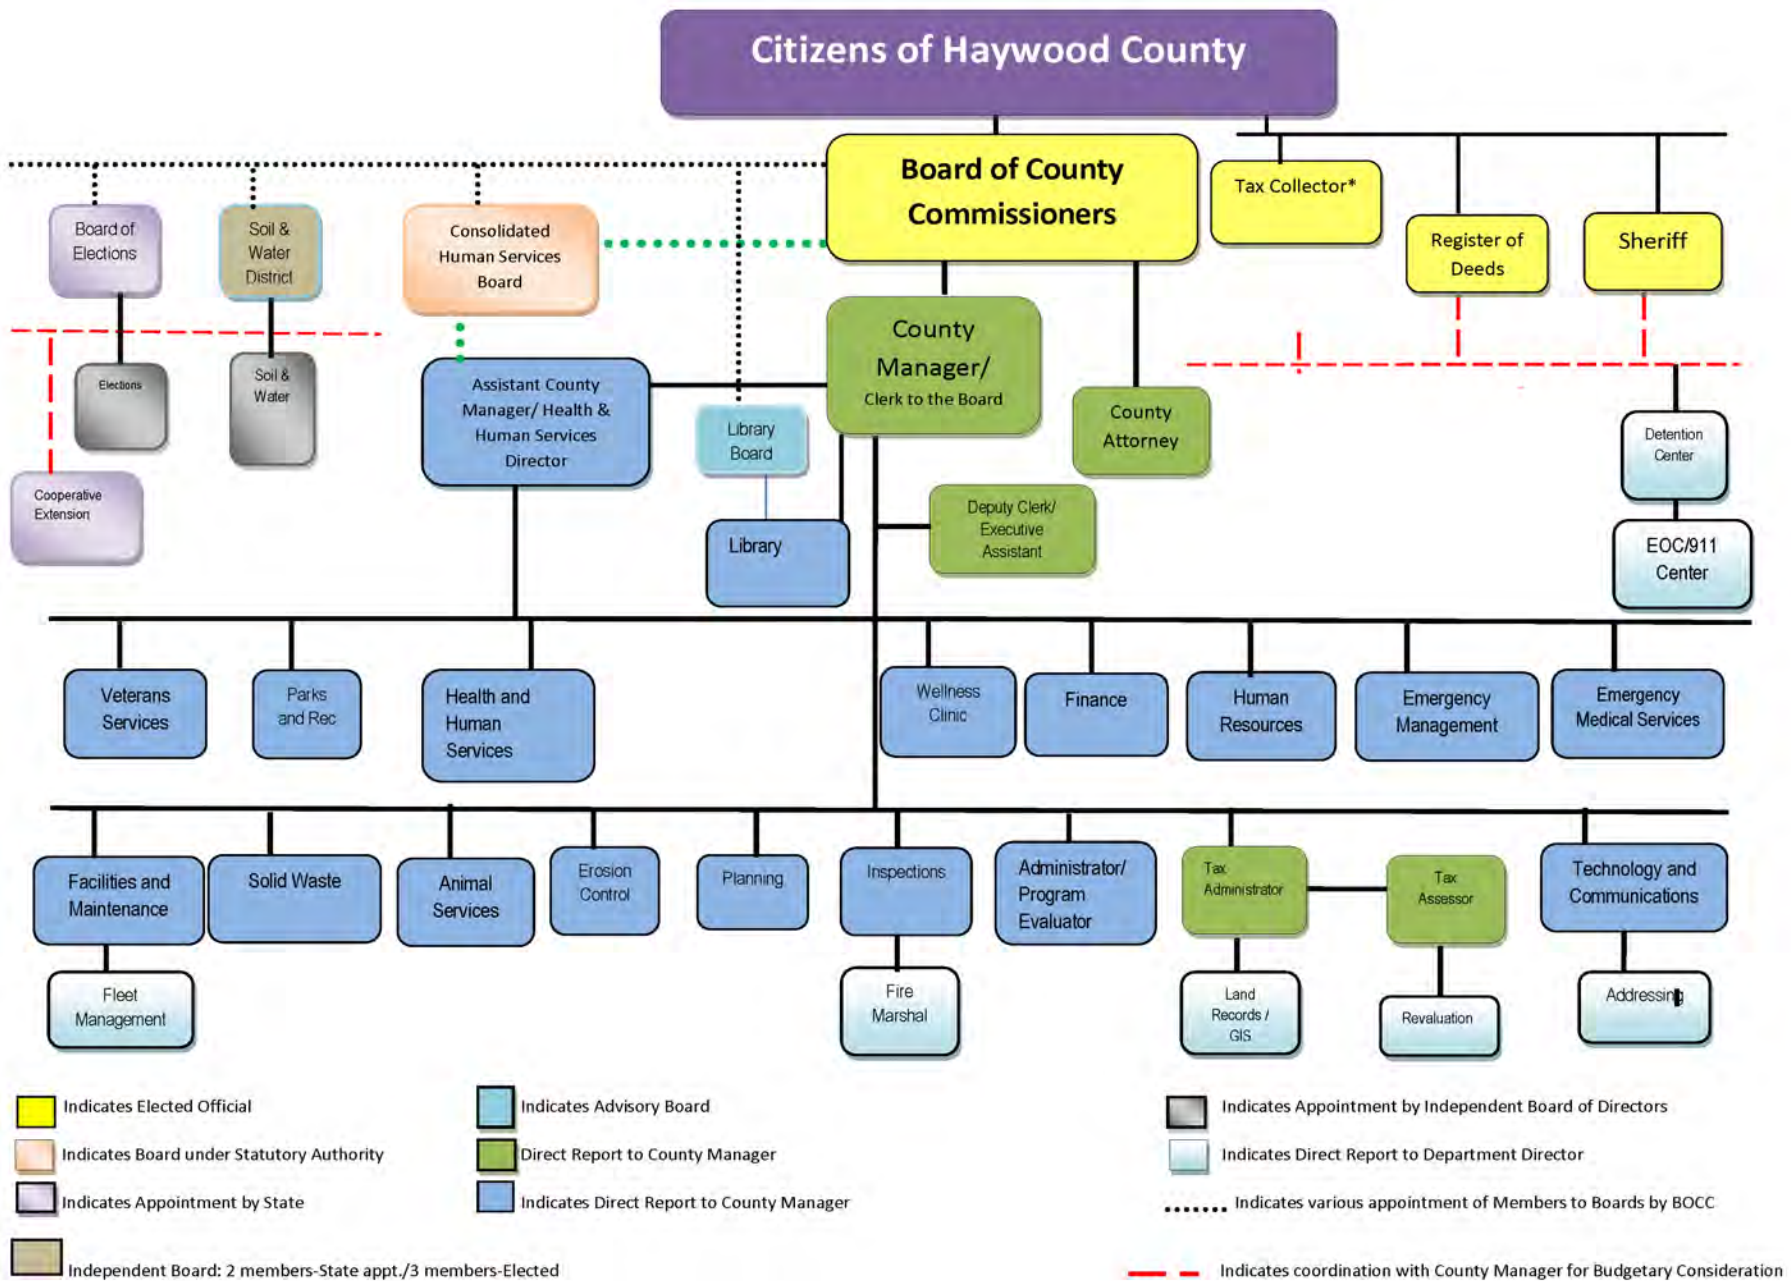 Citizens of Haywood County
Board of County
Commissioners
Tax Collector*
Register of
Deeds
Sheriff
Board of
Elections
Soil &
Water
District
Consolidated
Human Services
Board
County
Manager/
Clerk to the Board
Elections
Soil &
Water
Assistant County
Manager/ Health &
Human Services
Director
Library
Board
County
Attorney
Detention
Center
Cooperative
Extension
Library
Deputy Clerk/
Executive
Assistant
EOC/911
Center
Veterans
Services
Parks
and Rec
Health and
Human
Services
Wellness
Clinic
Finance
Human
Resources
Emergency
Management
Emergency
Medical Services
Facilities and
Maintenance
Solid Waste
Animal
Services
Erosion
Control
Planning
Inspections
Administrator/
Program
Evaluator
Tax
Administrator
Tax
Assessor
Technology and
Communications
Fleet
Management
Fire
Marshal
Land
Records /
GIS
Revaluation
Addressing
Indicates Elected Official
Indicates Advisory Board
Indicates Appointment by Independent Board of Directors
Indicates Board under Statutory Authority
Direct Report to County Manager
Indicates Direct Report to Department Director
Indicates Appointment by State
Indicates Direct Report to County Manager
Indicates various appointment of Members to Boards by BOCC
Independent Board: 2 members-State appt./3 members-Elected
Indicates coordination with County Manager for Budgetary Consideration